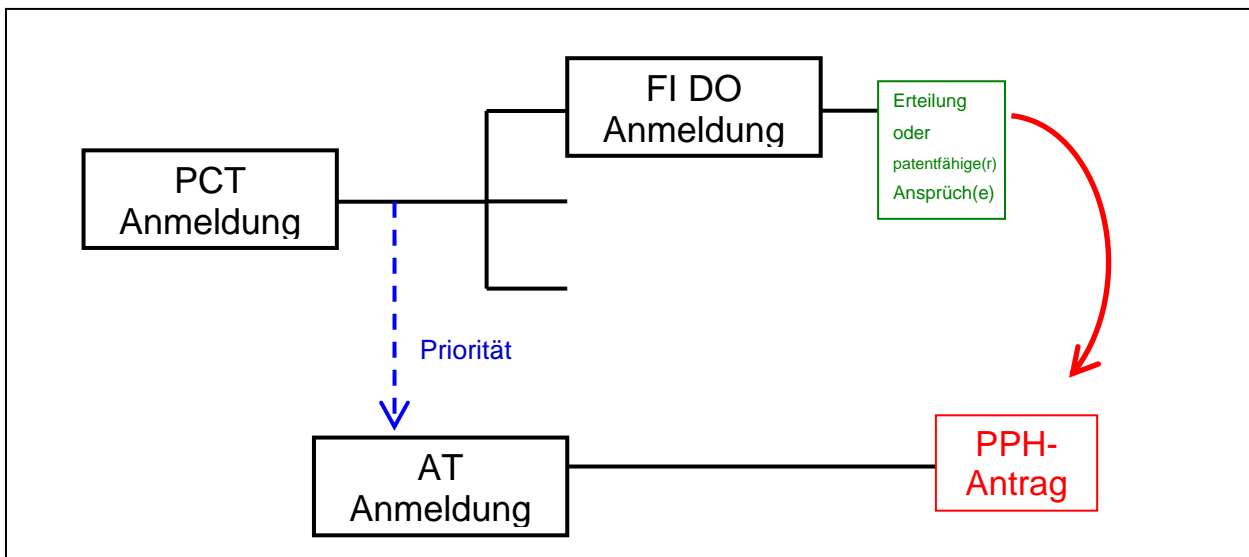 FI DO
Anmeldung
Erteilung
oder
patentfähige(r)
Ansprüch(e)
PCT
Anmeldung
Priorität
AT
Anmeldung
PPH-
Antrag